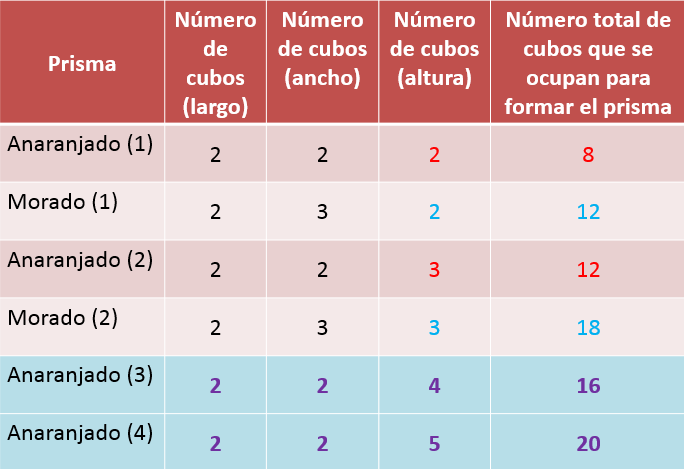 Prisma
Número
de
cubos
(largo)
Número
de cubos
(ancho)
Número
de cubos
(altura)
Número total de
cubos que se
ocupan para
formar el prisma
Anaranjado (1) 2 2 2 8
Morado (1) 2 3 2 12
Anaranjado (2) 2 2 3 12
Morado (2) 2 3 3 18
Anaranjado (3) 2 2 4 16
Anaranjado (4) 2 2 5 20